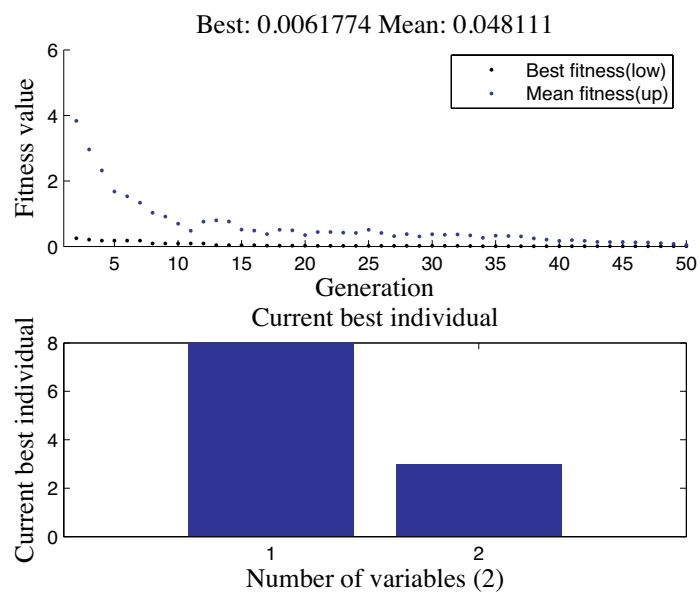 Best: 0.0061774 Mean: 0.048111
6
4
2
0
Fitness value
Best fitness(low)
Mean fitness(up)
5 10 15 20 25 30 35 40 45 50
Generation
Current best individual
8
6
4
2
0
Current best individual
1 2
Number of variables (2)